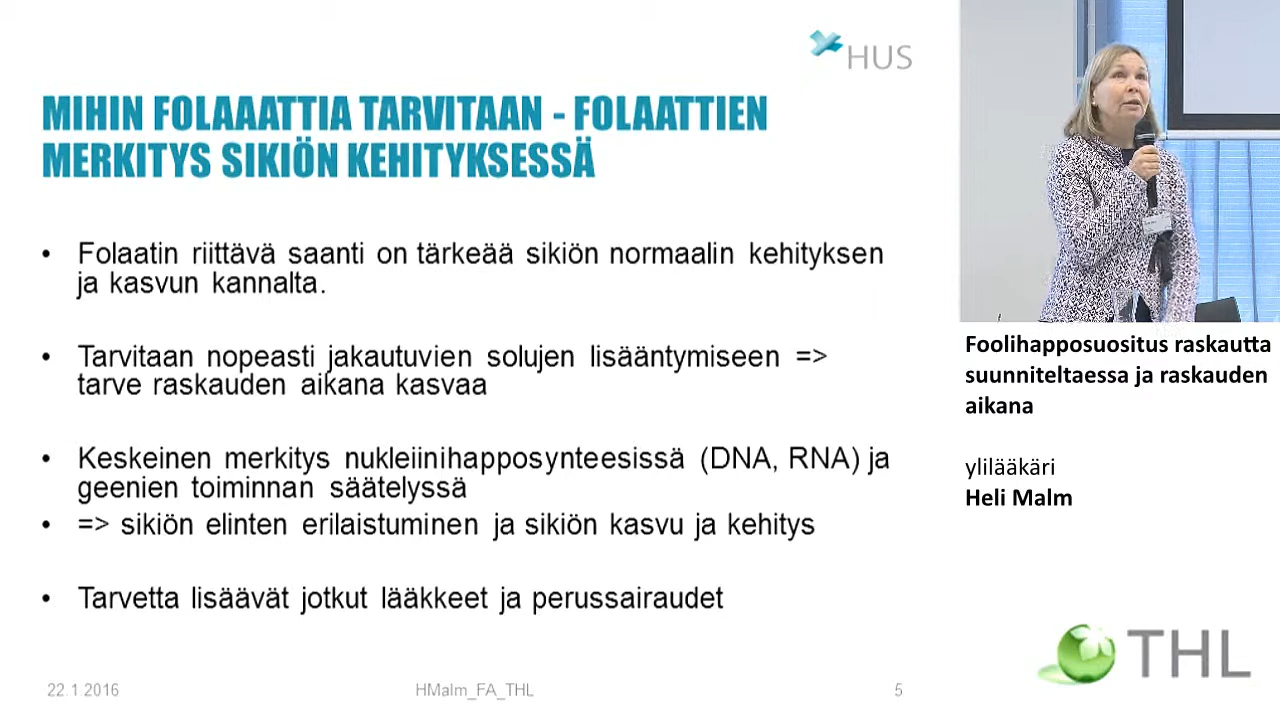 HUS
MIHIN FOLAAATTIA TARVITAAN - FOLAATTIEN
MERKITYS SIKIÖN KEHITYKSESSÄ
• Folaatin riittävä saanti on tärkeää sikiön normaalin kehityksen
ja kasvun kannalta.
• Tarvitaan nopeasti jakautuvien solujen lisääntymiseen =>
tarve raskauden aikana kasvaa
• Keskeinen merkitys nukleiinihapposynteesissä (DNA, RNA) ja
geenien toiminnan säätelyssä
• => sikiön elinten erilaistuminen ja sikiön kasvu ja kehitys
• Tarvetta lisäävät jotkut lääkkeet ja perussairaudet
22.1.2016
HMalm_FA_THL
5
Foolihapposuositus raskautta
suunniteltaessa ja raskauden
aikana
ylilääkäri
Heli Malm
THL